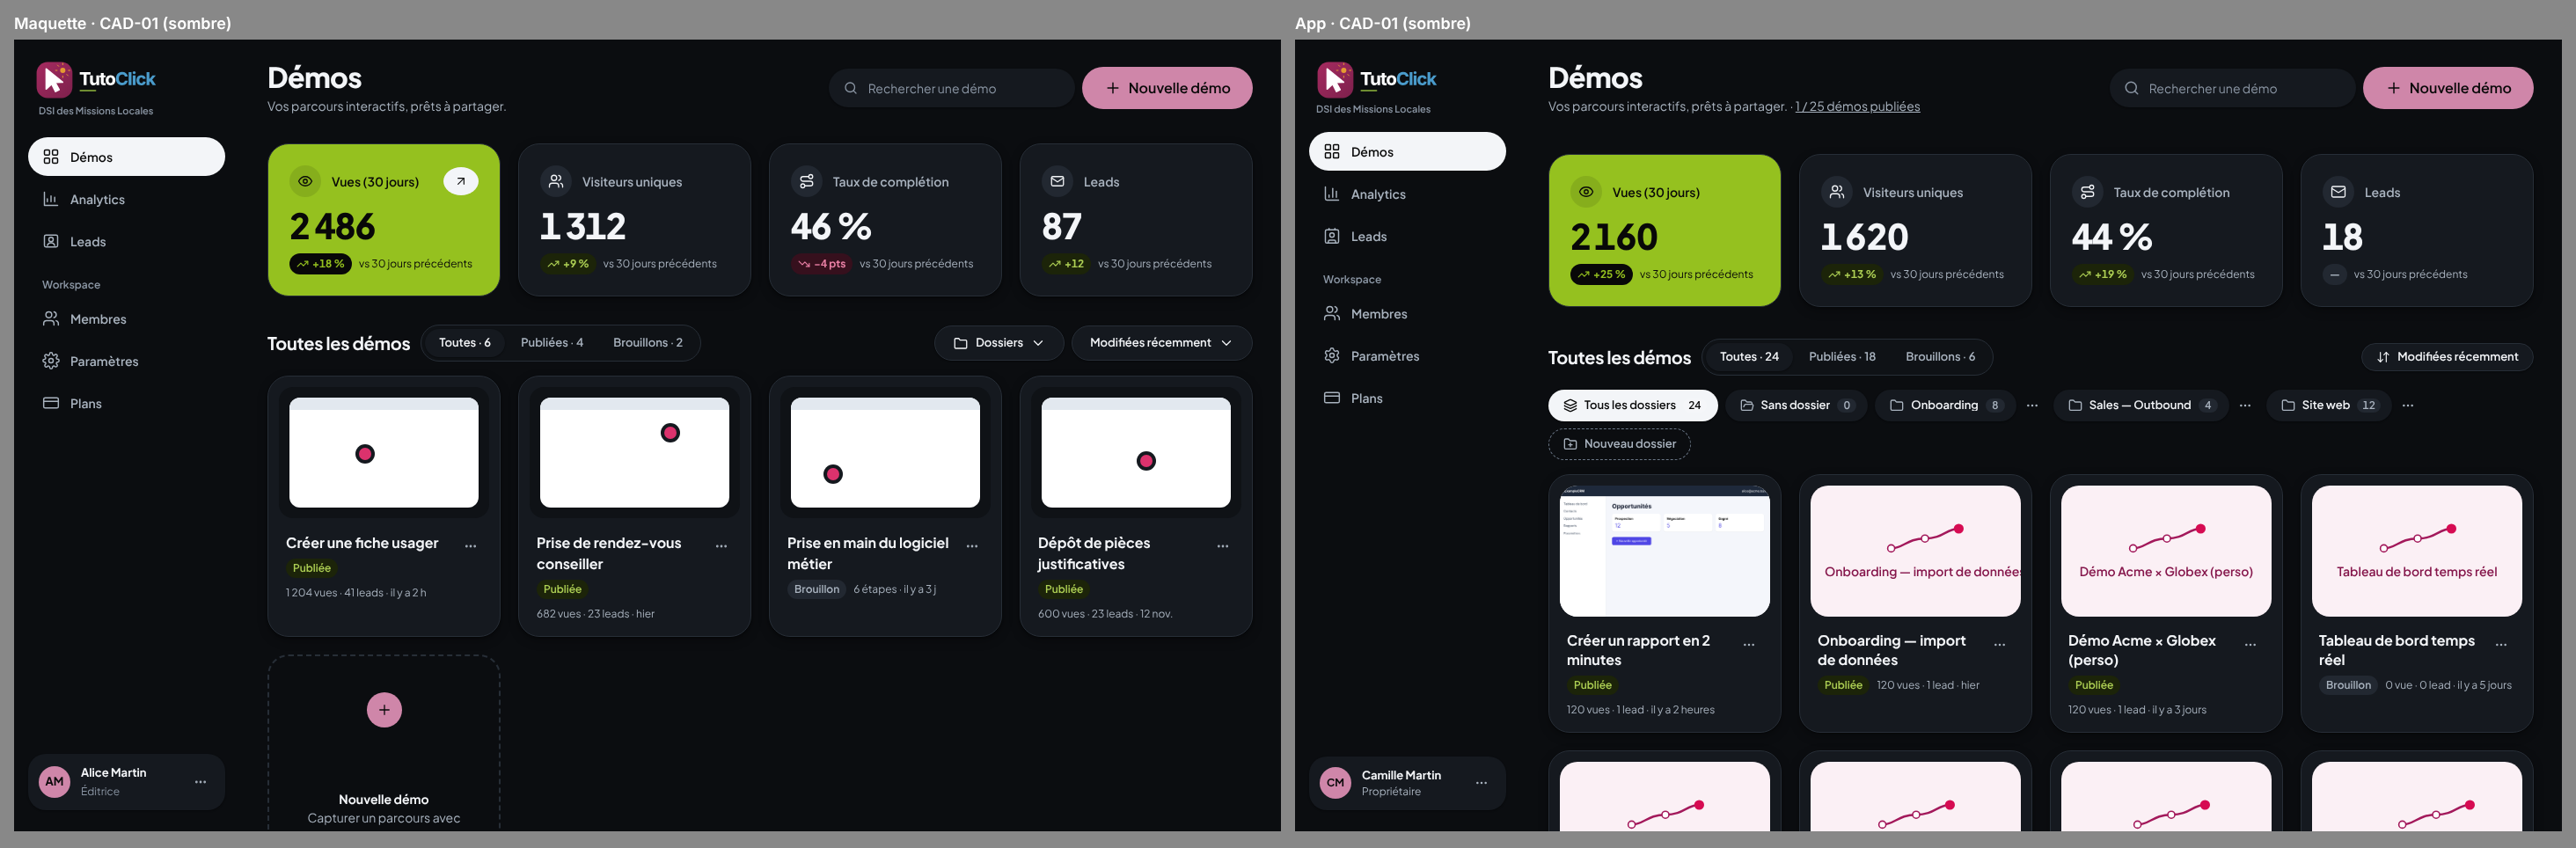 Maquette · CAD-01 (sombre)
TutoClick
DSI des Missions Locales
Démos
Analytics
Leads
Workspace
Membres
Paramètres
Plans
AM
Alice Martin
Éditrice
Démos
Vos parcours interactifs, prêts à partager.
Rechercher une démo
Nouvelle démo
Vues (30 jours)
2 486
+18 % vs 30 jours précédents
Visiteurs uniques
1 312
+9 % vs 30 jours précédents
Taux de complétion
46 %
−4 pts vs 30 jours précédents
Leads
87
+12 vs 30 jours précédents
Toutes les démos
Toutes · 6
Publiées · 4
Brouillons · 2
Dossiers
Modifiées récemment
Créer une fiche usager
Publiée
1 204 vues · 41 leads · il y a 2 h
Prise de rendez-vous
conseiller
Publiée
682 vues · 23 leads · hier
Prise en main du logiciel
métier
Brouillon 6 étapes · il y a 3 j
Dépôt de pièces
justificatives
Publiée
600 vues · 23 leads · 12 nov.
Nouvelle démo
Capturer un parcours avec
App · CAD-01 (sombre)
TutoClick
DSI des Missions Locales
Démos
Analytics
Leads
Workspace
Membres
Paramètres
Plans
CM
Camille Martin
Propriétaire
Démos
Vos parcours interactifs, prêts à partager. · 1 / 25 démos publiées
Rechercher une démo
Nouvelle démo
Vues (30 jours)
2 160
+25 % vs 30 jours précédents
Visiteurs uniques
1 620
+13 % vs 30 jours précédents
Taux de complétion
44 %
+19 % vs 30 jours précédents
Leads
18
— vs 30 jours précédents
Toutes les démos
Toutes · 24
Publiées · 18
Brouillons · 6
Modifiées récemment
Tous les dossiers 24
Sans dossier 0
Onboarding 8
Sales — Outbound 4
Site web 12
Nouveau dossier
Opportunités
Créer un rapport en 2
minutes
Publiée
120 vues · 1 lead · il y a 2 heures
Onboarding — import de données
Onboarding — import
de données
Publiée 120 vues · 1 lead · hier
Démo Acme × Globex (perso)
Démo Acme × Globex
(perso)
Publiée
120 vues · 1 lead · il y a 3 jours
Tableau de bord temps réel
Tableau de bord temps
réel
Brouillon 0 vue · 0 lead · il y a 5 jours